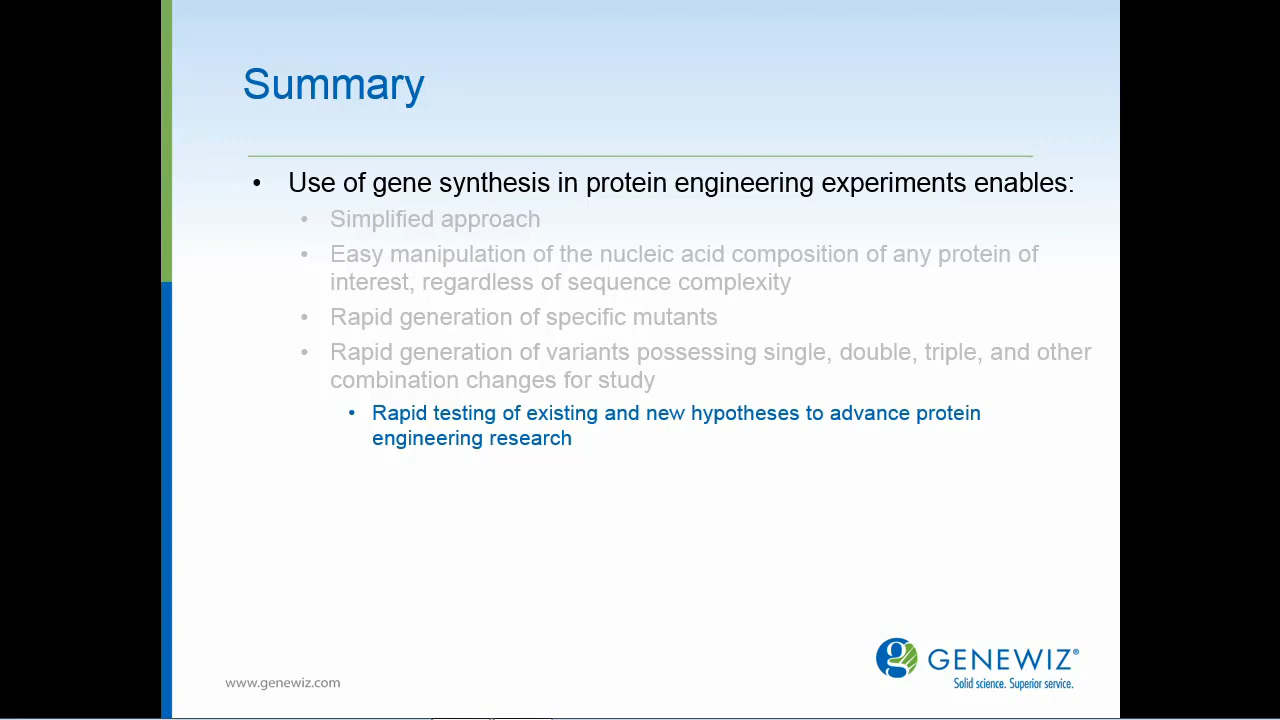 Summary
• Use of gene synthesis in protein engineering experiments enables:
• Simplified approach
• Easy manipulation of the nucleic acid composition of any protein of
interest, regardless of sequence complexity
• Rapid generation of specific mutants
• Rapid generation of variants possessing single, double, triple, and other
combination changes for study
• Rapid testing of existing and new hypotheses to advance protein
engineering research
GENEWIZ®
Solid science. Superior service.
www.genewiz.com